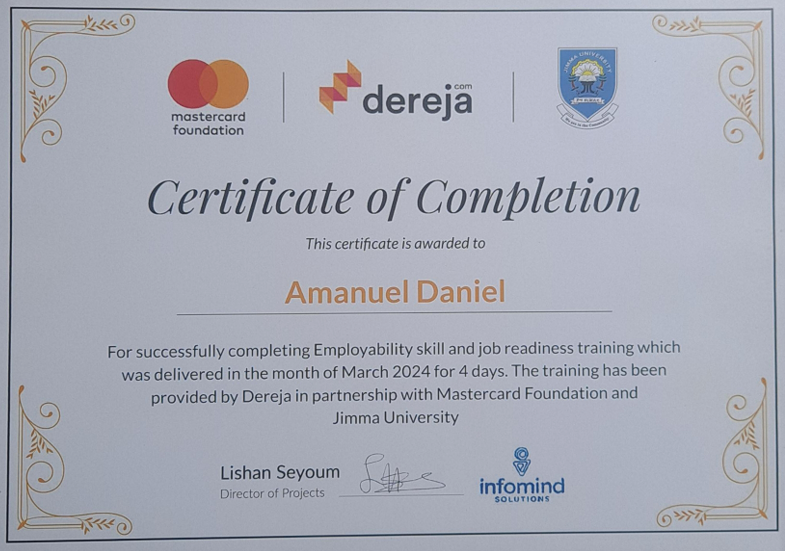 mastercard
foundation
dereja
.com
JIMMA UNIVERSITY
Certificate of Completion
This certificate is awarded to
Amanuel Daniel
For successfully completing Employability skill and job readiness training which
was delivered in the month of March 2024 for 4 days. The training has been
provided by Dereja in partnership with Mastercard Foundation and
Jimma University
Lishan Seyoum
Director of Projects
infomind
SOLUTIONS